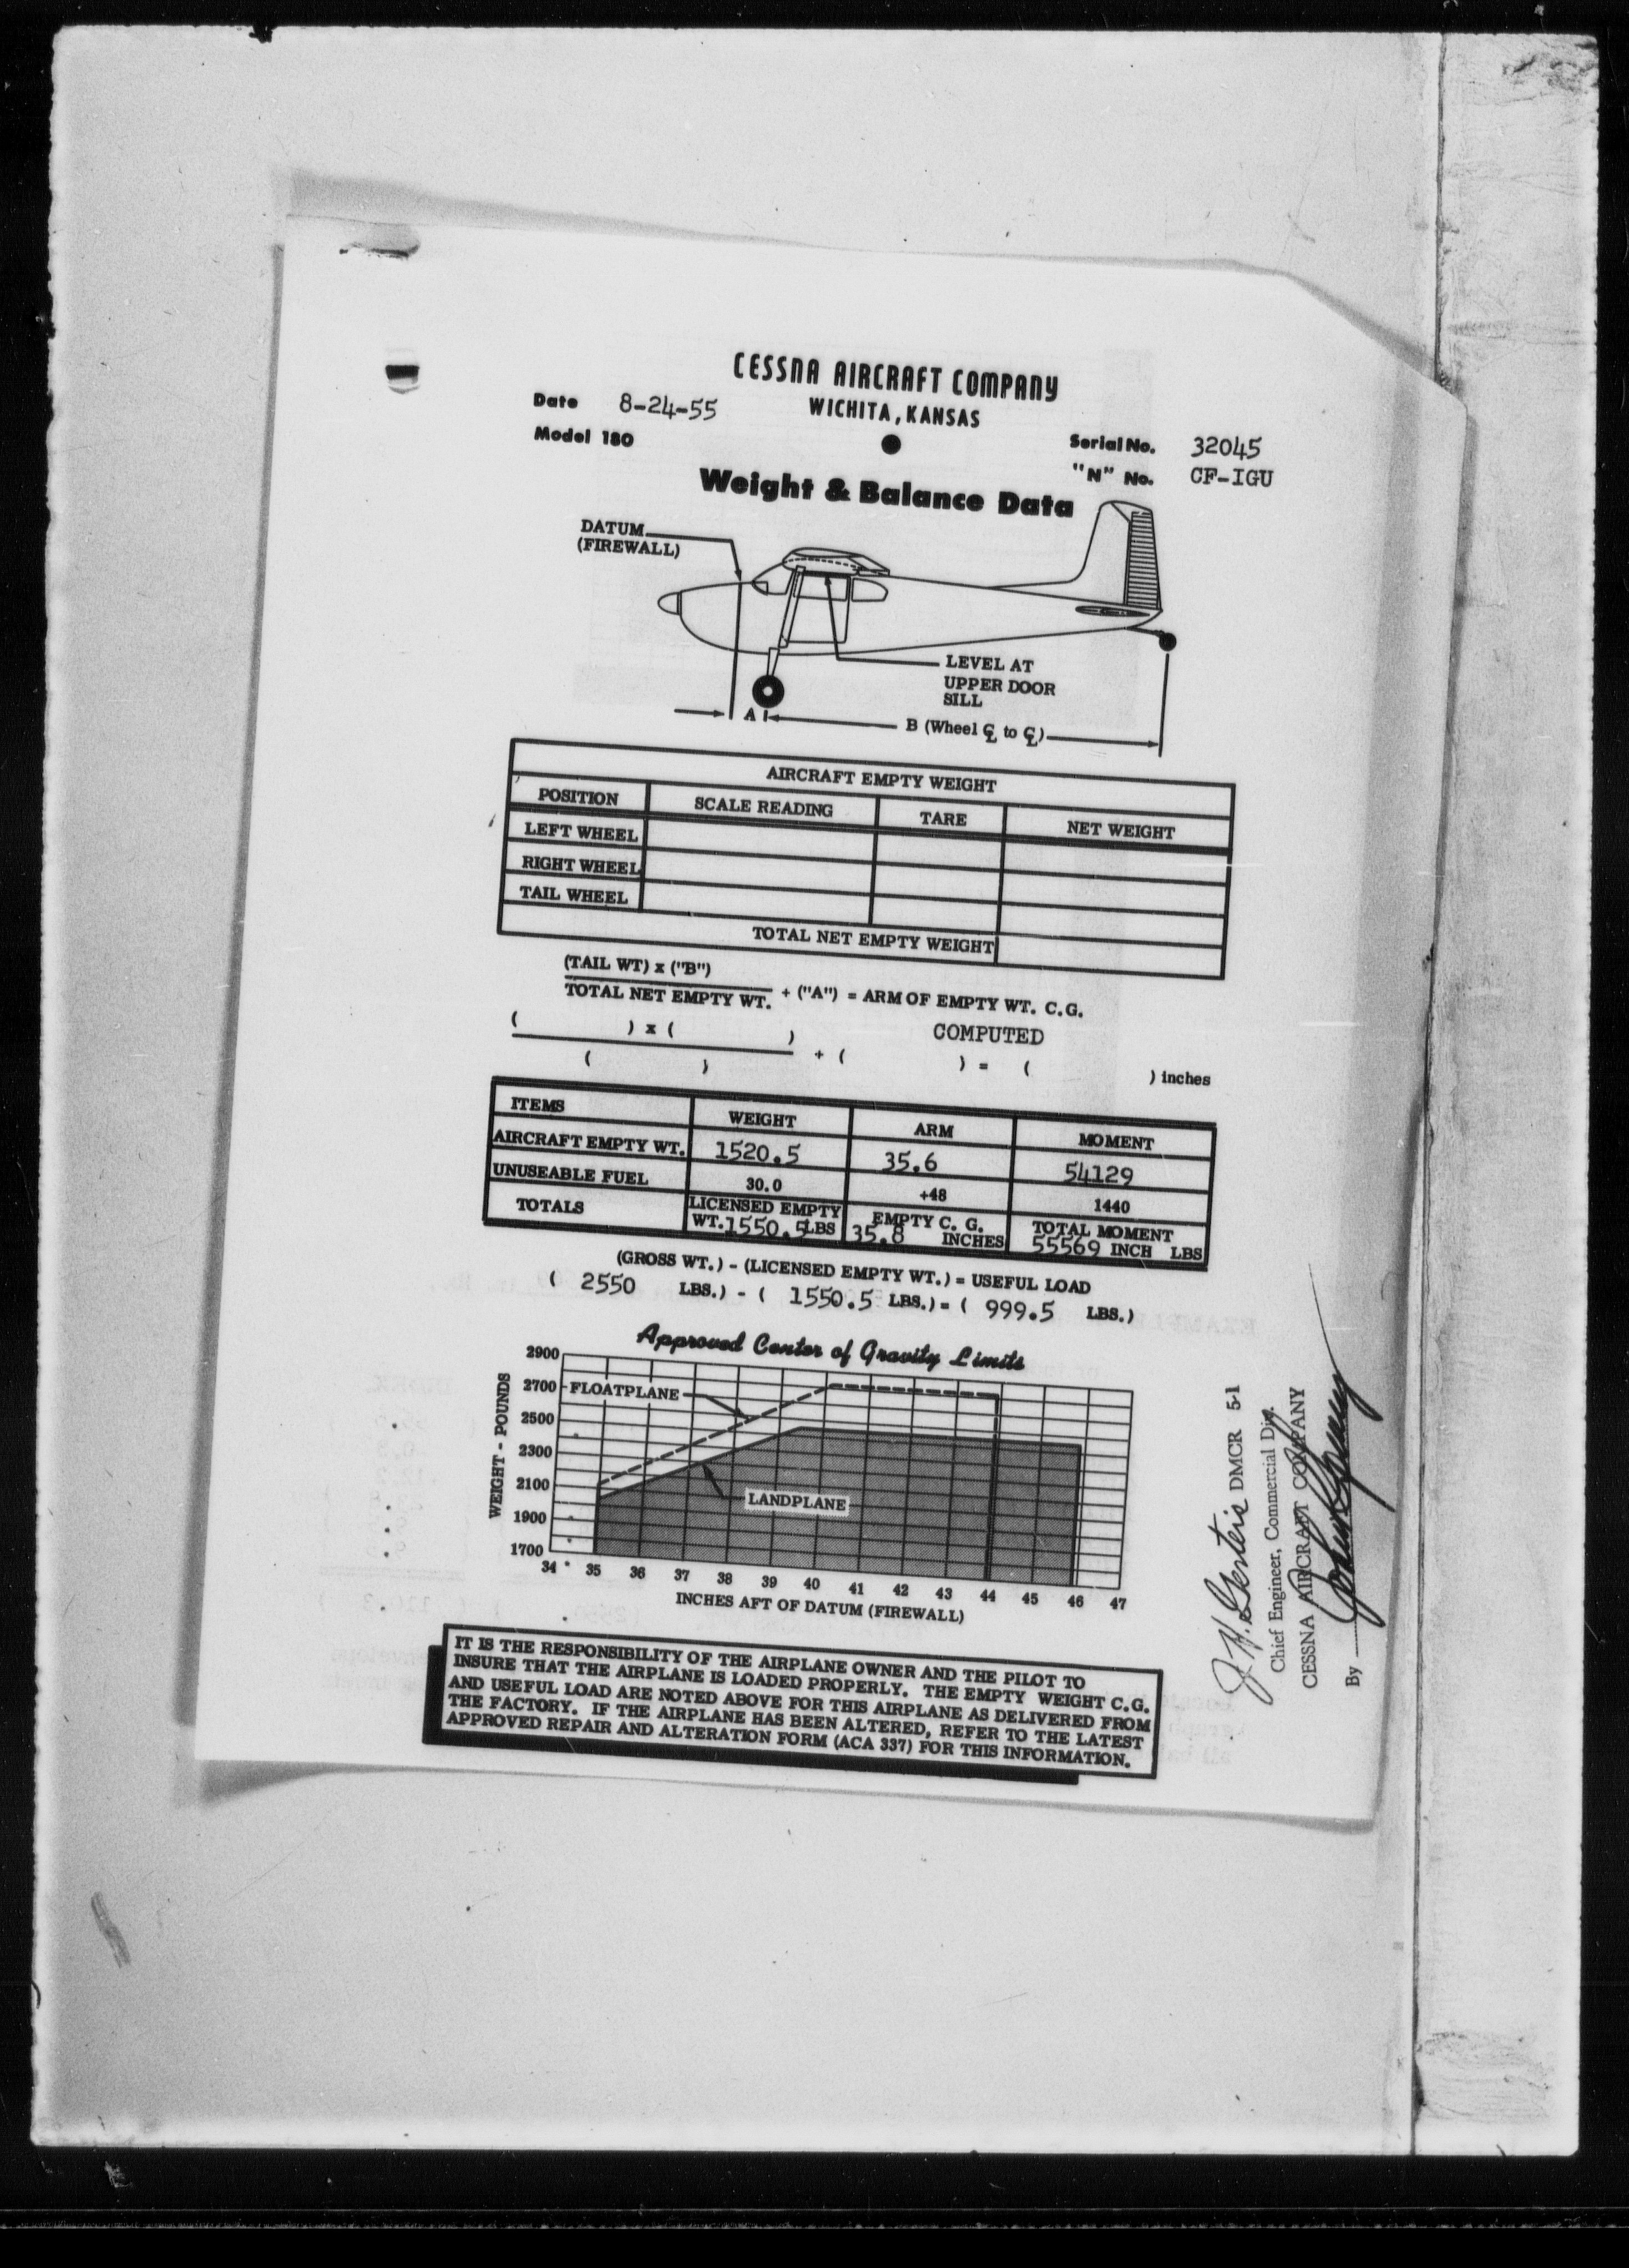 CESSNA AIRCRAFT COMPANY
WICHITA, KANSAS
Date 8-24-55
Model 180
Serial No. 32045
"N" No. CF-IGU
Weight & Balance Data
DATUM
(FIREWALL)
LEVEL AT
UPPER DOOR
SILL
A
B (Wheel ℄ to ℄)
AIRCRAFT EMPTY WEIGHT
POSITION SCALE READING TARE NET WEIGHT
LEFT WHEEL
RIGHT WHEEL
TAIL WHEEL
TOTAL NET EMPTY WEIGHT
(TAIL WT) x ("B")
TOTAL NET EMPTY WT. + ("A") = ARM OF EMPTY WT. C.G.
( ) x ( ) COMPUTED
( ) + ( ) = ( ) inches
ITEMS WEIGHT ARM MOMENT
AIRCRAFT EMPTY WT. 1520.5 35.6 54129
UNUSEABLE FUEL 30.0 +48 1440
TOTALS LICENSED EMPTY EMPTY C. G. TOTAL MOMENT
WT. 1550.5 LBS 35.8 INCHES 55569 INCH LBS
(GROSS WT.) - (LICENSED EMPTY WT.) = USEFUL LOAD
( 2550 LBS.) - ( 1550.5 LBS.) = ( 999.5 LBS.)
Approved Center of Gravity Limits
WEIGHT - POUNDS
2900
2700
2500
2300
2100
1900
1700
FLOATPLANE
LANDPLANE
34 35 36 37 38 39 40 41 42 43 44 45 46 47
INCHES AFT OF DATUM (FIREWALL)
IT IS THE RESPONSIBILITY OF THE AIRPLANE OWNER AND THE PILOT TO
INSURE THAT THE AIRPLANE IS LOADED PROPERLY. THE EMPTY WEIGHT C.G.
AND USEFUL LOAD ARE NOTED ABOVE FOR THIS AIRPLANE AS DELIVERED FROM
THE FACTORY. IF THE AIRPLANE HAS BEEN ALTERED, REFER TO THE LATEST
APPROVED REPAIR AND ALTERATION FORM (ACA 337) FOR THIS INFORMATION.
DMCR 5-1
Chief Engineer, Commercial Div.
CESSNA AIRCRAFT COMPANY
By